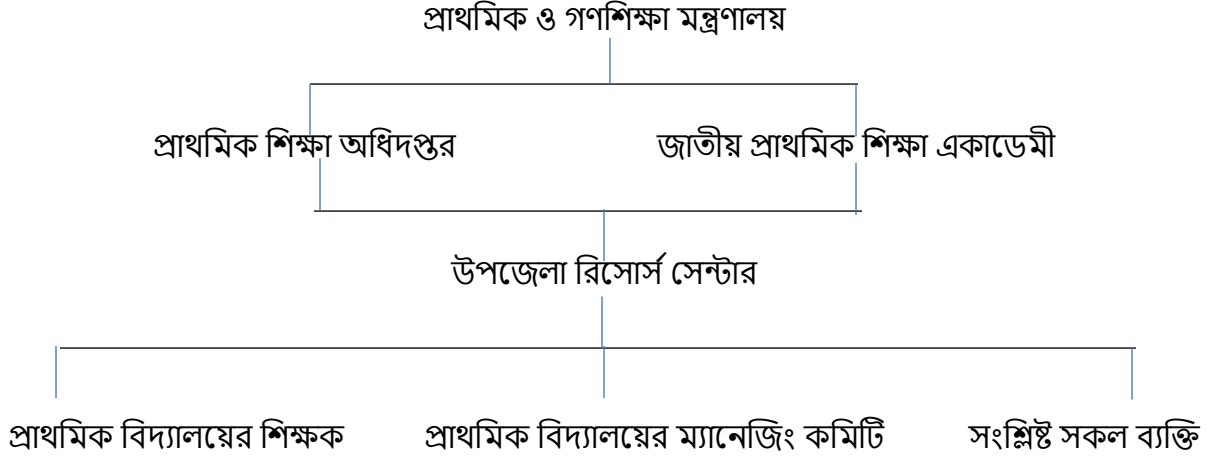 প্রাথমিক ও গণশিক্ষা মন্ত্রণালয়
প্রাথমিক শিক্ষা অধিদপ্তর জাতীয় প্রাথমিক শিক্ষা একাডেমী
উপজেলা রিসোর্স সেন্টার
প্রাথমিক বিদ্যালয়ের শিক্ষক প্রাথমিক বিদ্যালয়ের ম্যানেজিং কমিটি সংশ্লিষ্ট সকল ব্যক্তি